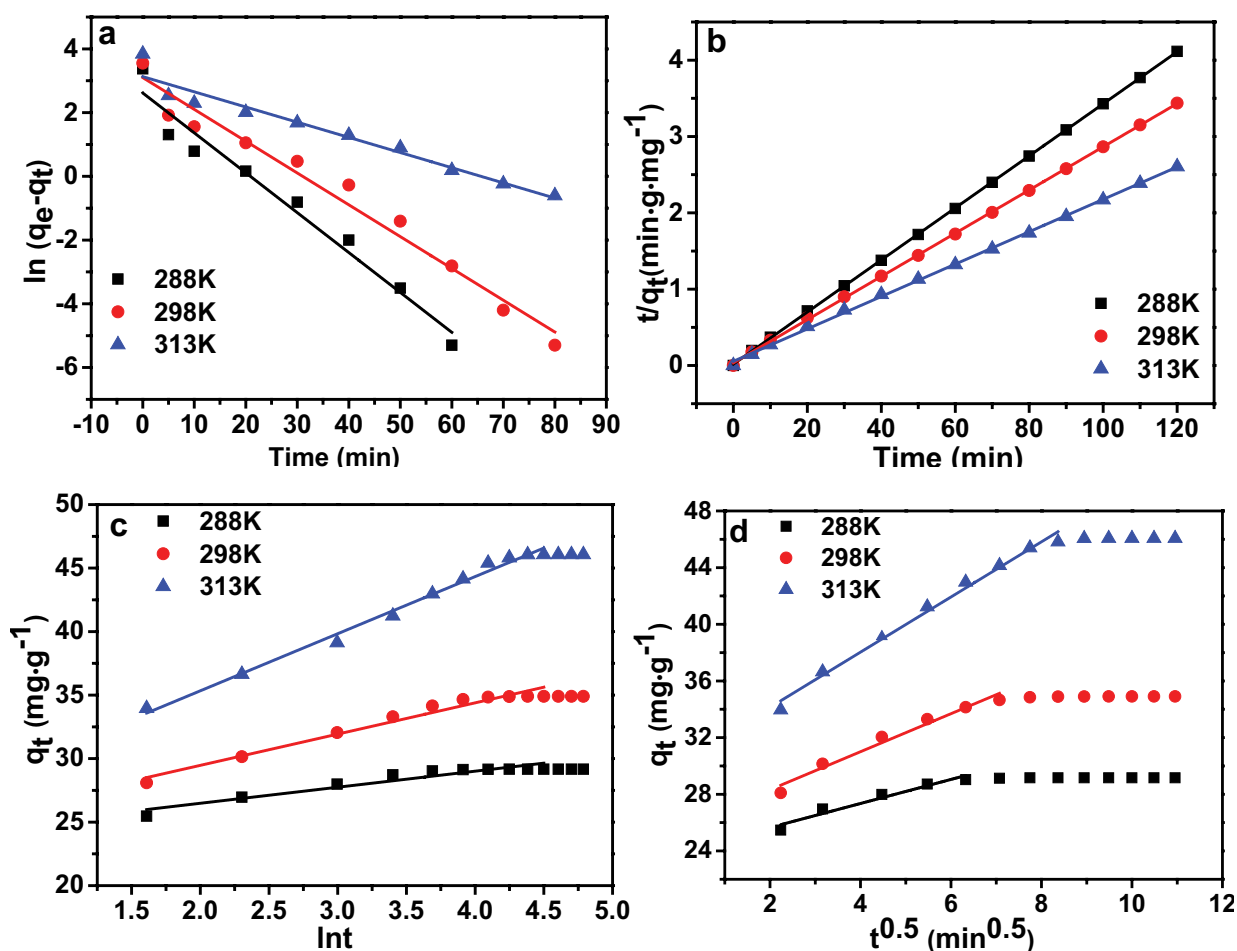 a
ln (qe-qt)
4
2
0
-2
-4
-6
288K
298K
313K
-10 0 10 20 30 40 50 60 70 80 90
Time (min)
b
t/qt(min·g·mg-1)
4
3
2
1
0
288K
298K
313K
0 20 40 60 80 100 120
Time (min)
c
qt (mg·g-1)
50
45
40
35
30
25
20
288K
298K
313K
1.5 2.0 2.5 3.0 3.5 4.0 4.5 5.0
lnt
d
qt (mg·g-1)
48
44
40
36
32
28
24
288K
298K
313K
2 4 6 8 10 12
t0.5 (min0.5)